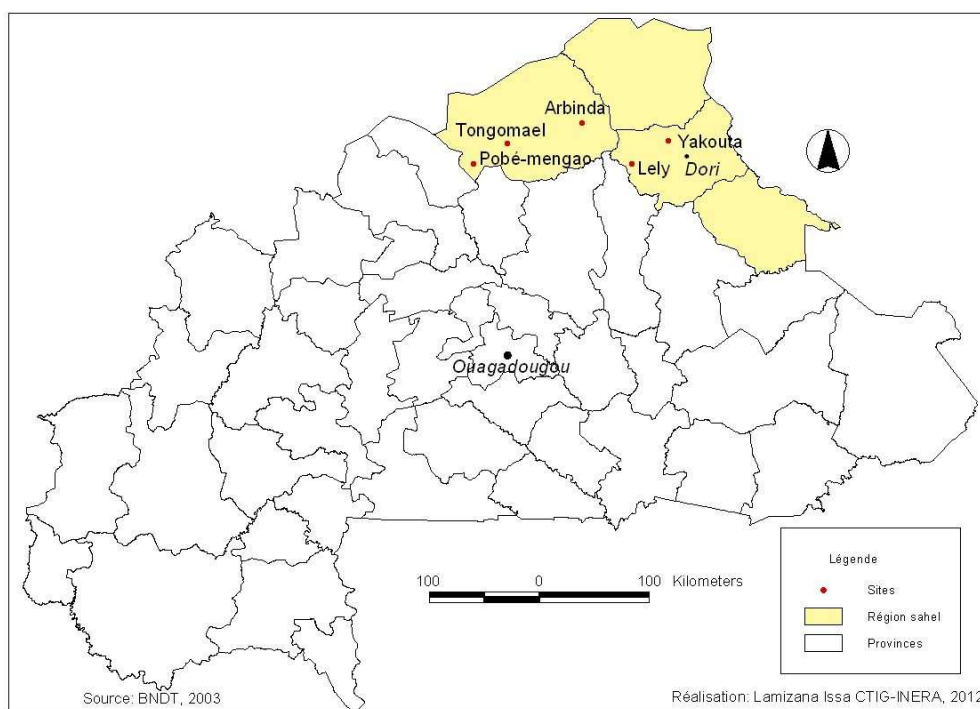 Arbinda
Tongomael
Yakouta
Pobé-mengao
Lely
Dori
Ouagadougou
100 0 100 Kilometers
Légende
Sites
Région sahel
Provinces
Source: BNDT, 2003
Réalisation: Lamizana Issa CTIG-INERA, 2012